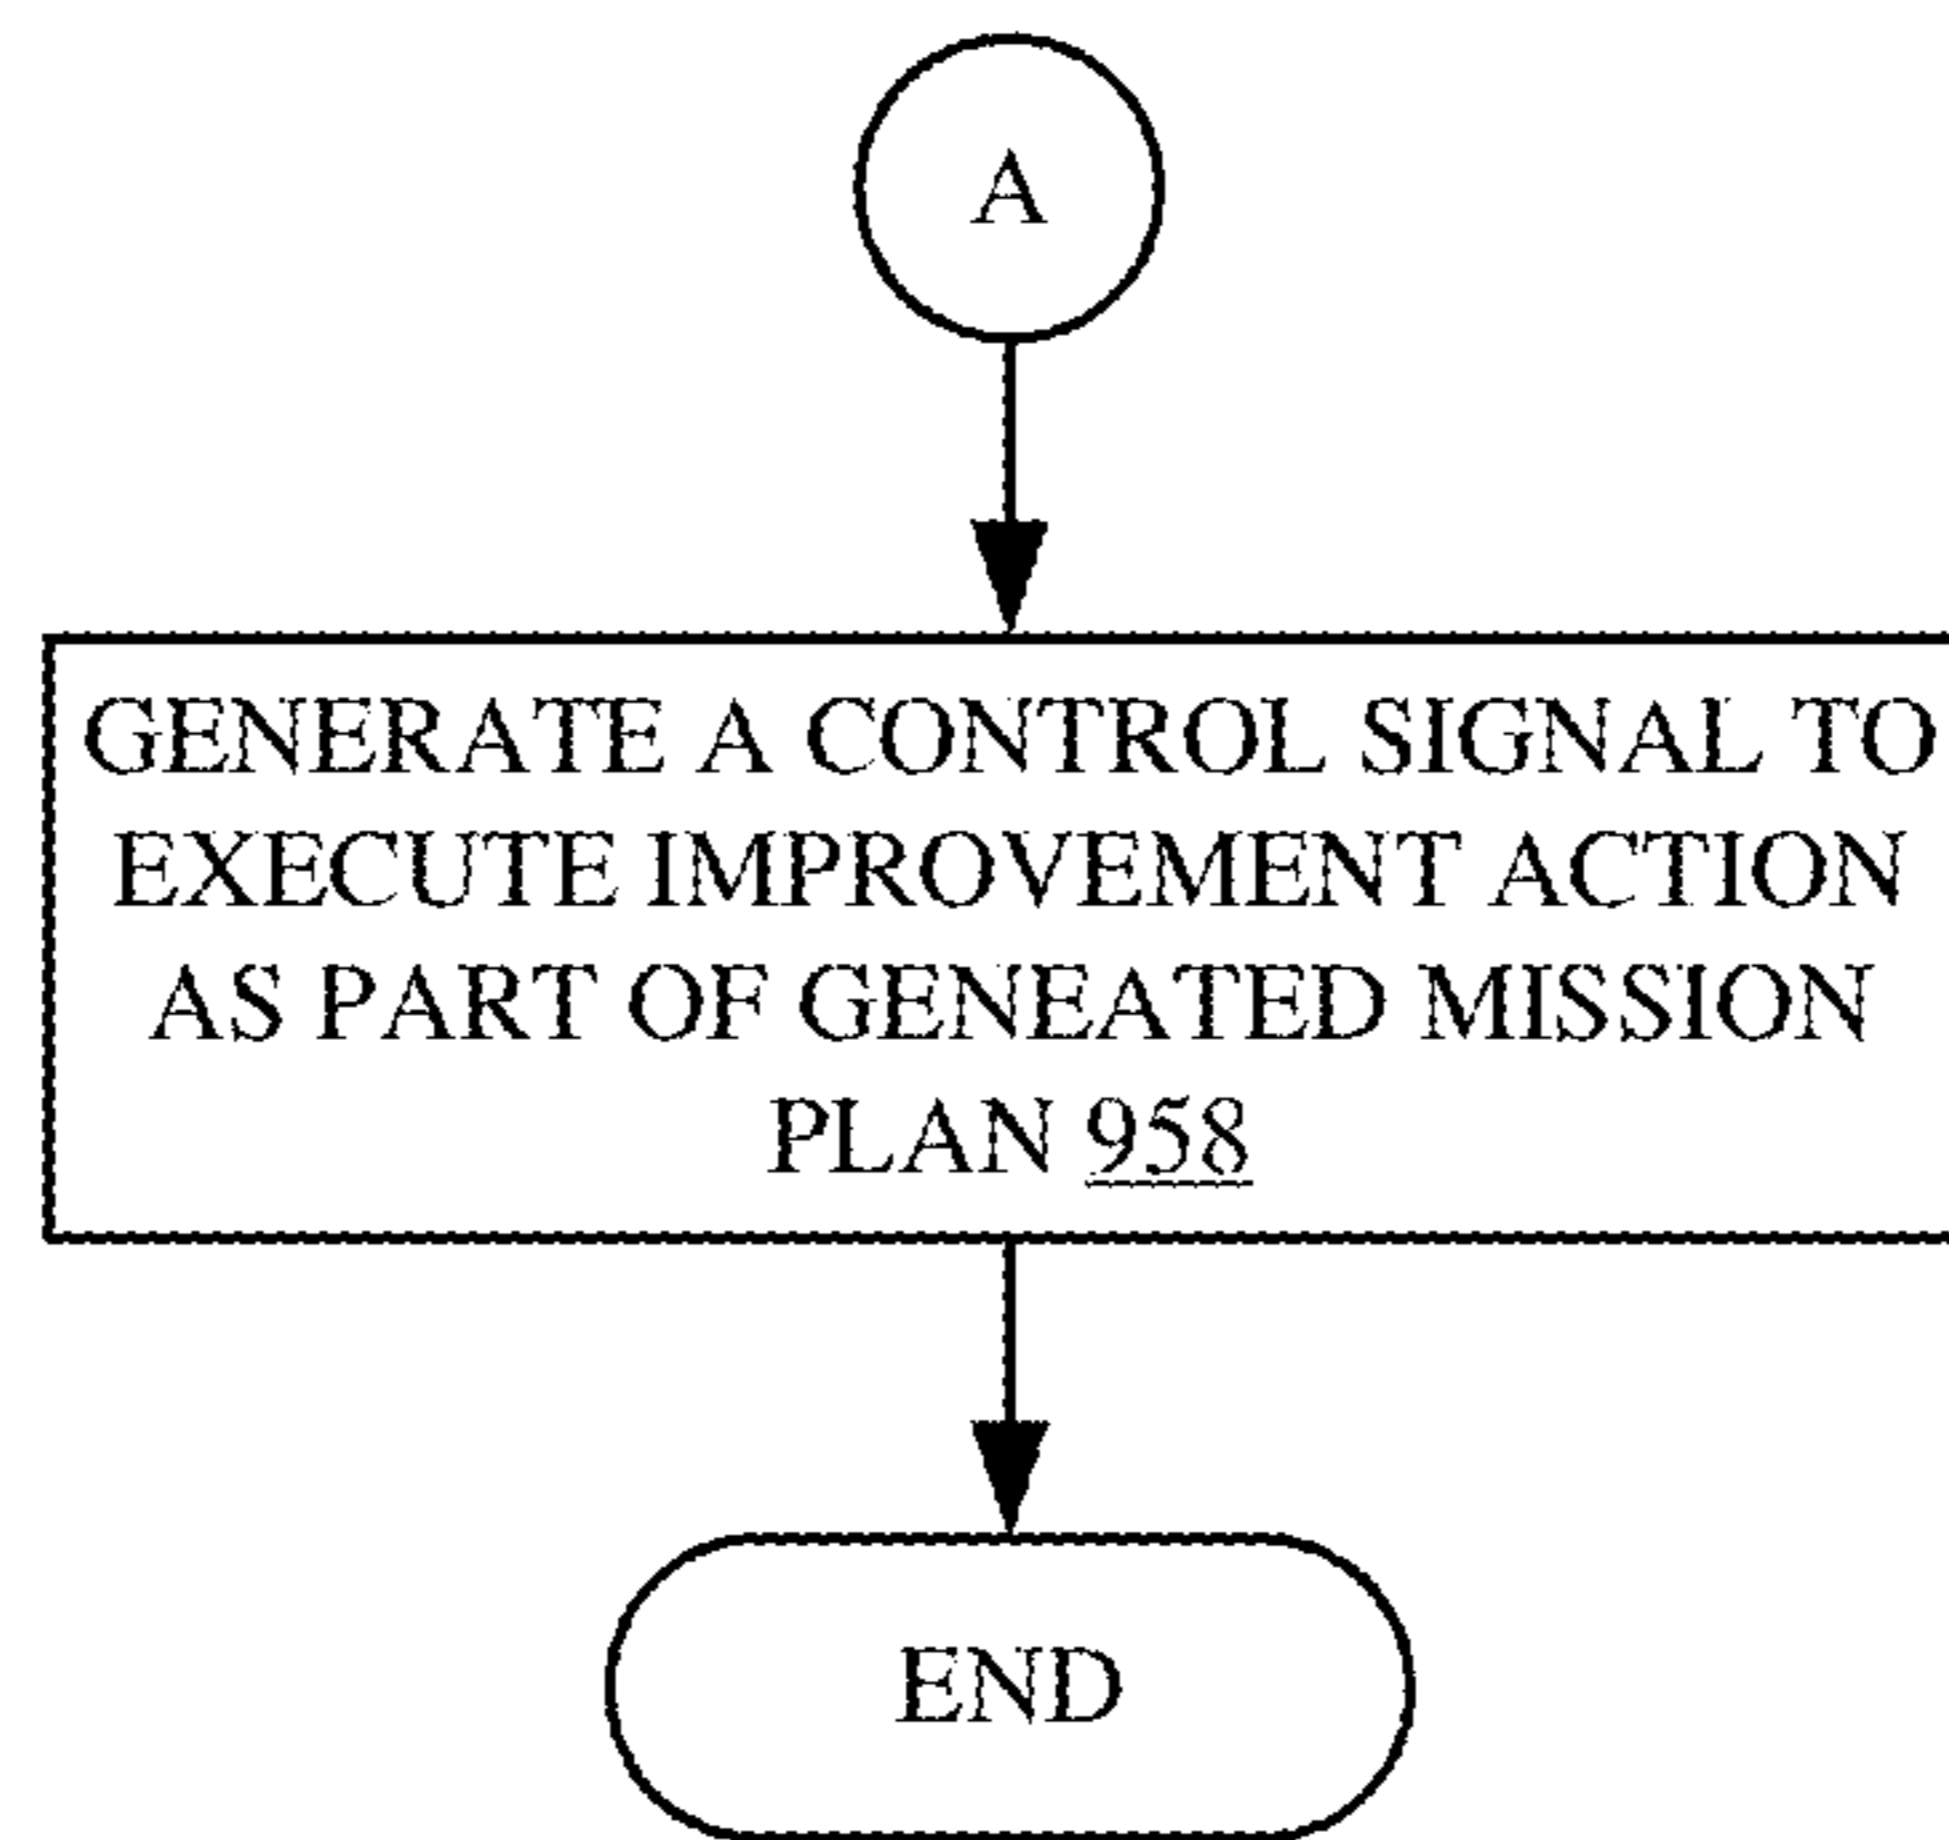 A
GENERATE A CONTROL SIGNAL TO
EXECUTE IMPROVEMENT ACTION
AS PART OF GENEATED MISSION
PLAN 958
END